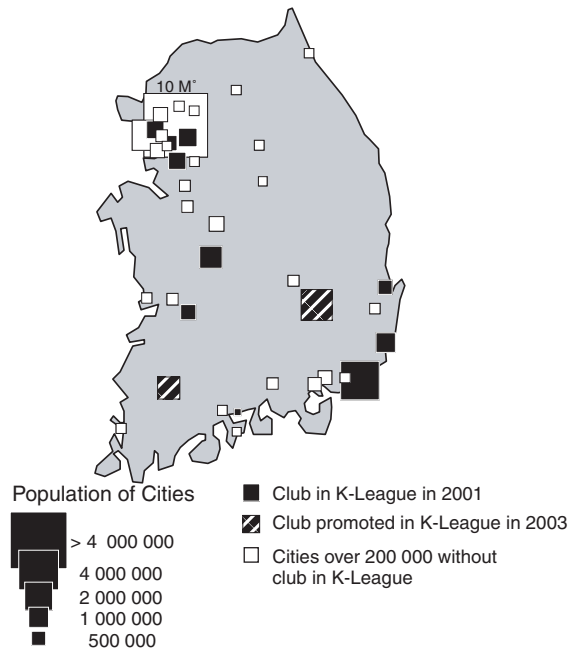 10 M°
Population of Cities
> 4 000 000
4 000 000
2 000 000
1 000 000
500 000
Club in K-League in 2001
Club promoted in K-League in 2003
Cities over 200 000 without
club in K-League